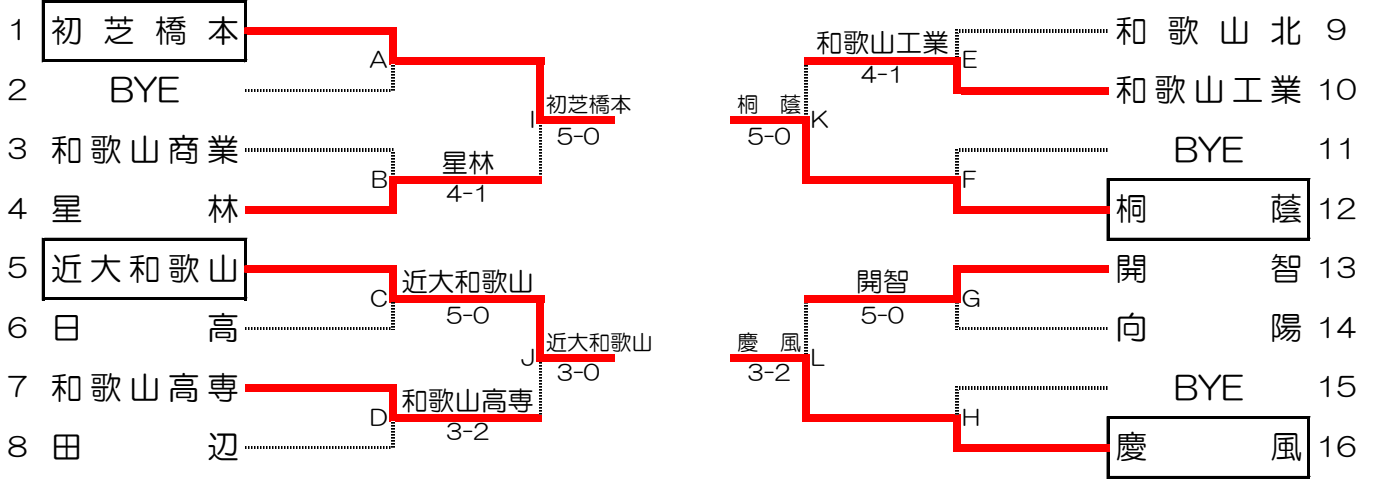 1 初芝橋本
A
2 BYE
I 初芝橋本
5-0
3 和歌山商業
B 星林
4-1
4 星林
5 近大和歌山
C 近大和歌山
5-0
6 日高
J 近大和歌山
3-0
7 和歌山高専
D 和歌山高専
3-2
8 田辺
和歌山北 9
和歌山工業 E
4-1
和歌山工業 10
桐蔭 K
5-0
BYE 11
F
桐蔭 12
開智 13
開智 G
5-0
向陽 14
慶風 L
3-2
BYE 15
H
慶風 16